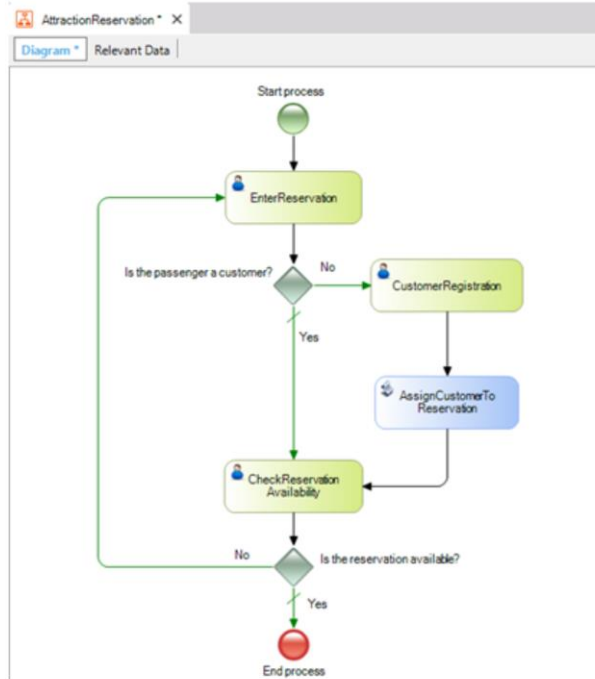 AttractionReservation * X
Diagram * Relevant Data
Start process
EnterReservation
Is the passenger a customer?
No
CustomerRegistration
Yes
AssignCustomerTo
Reservation
CheckReservation
Availability
No
Is the reservation available?
Yes
End process